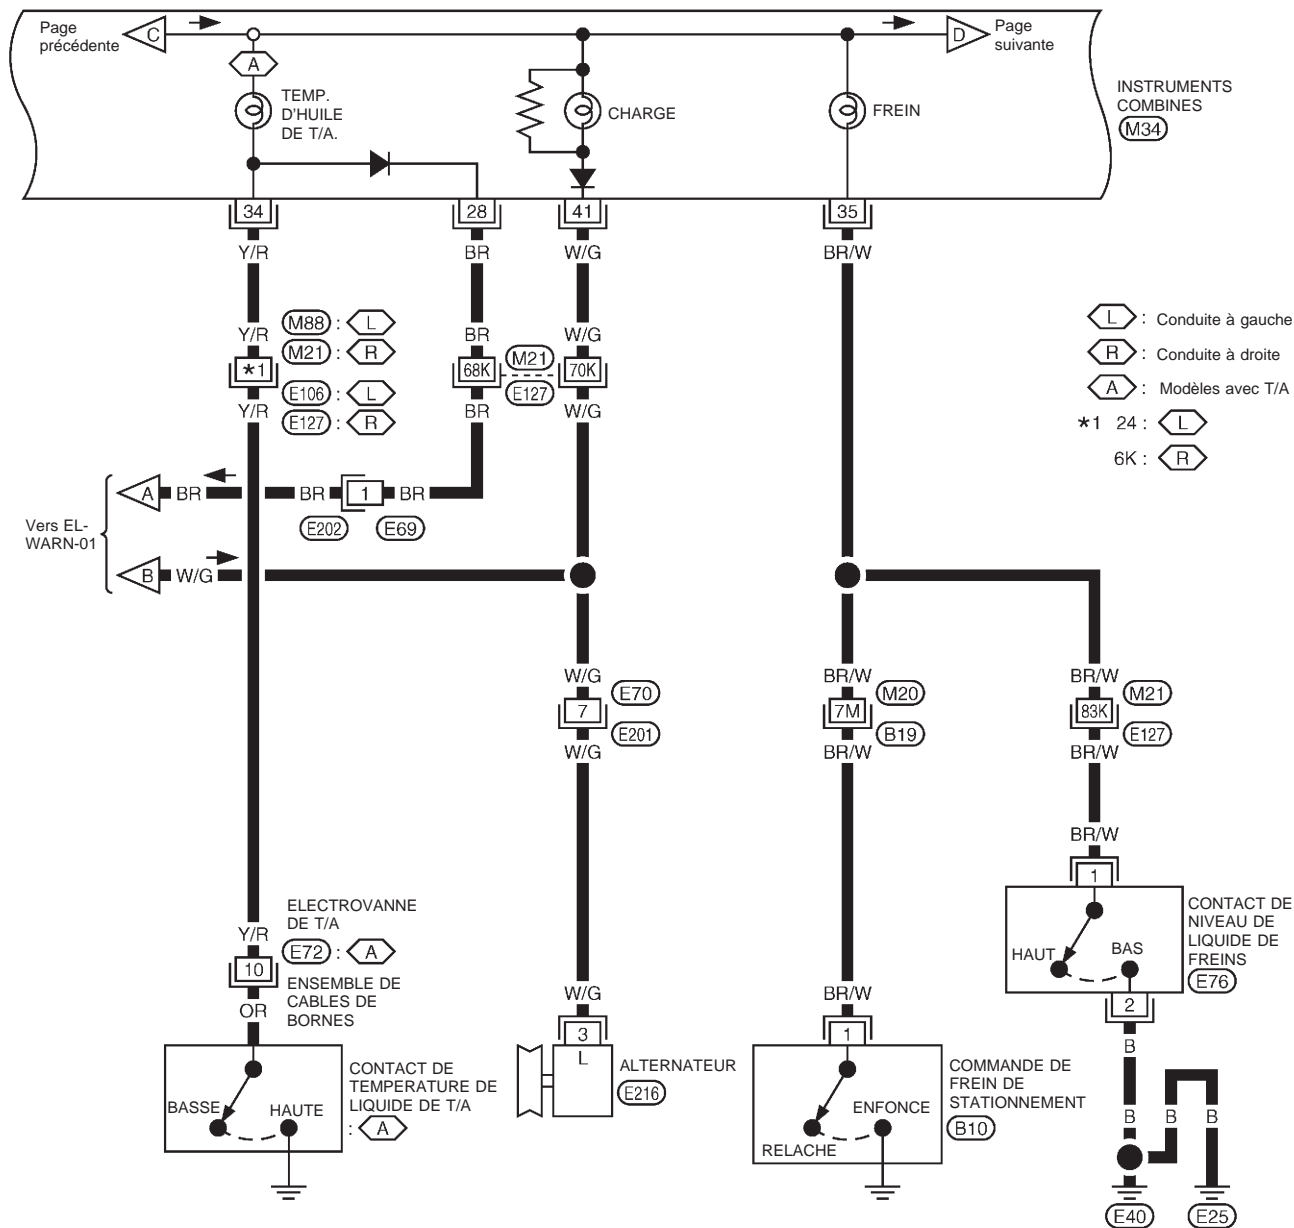 Page
précédente
C
D
Page
suivante
A
TEMP.
D'HUILE
DE T/A.
CHARGE
FREIN
INSTRUMENTS
COMBINES
M34
34
28
41
35
Y/R
BR
W/G
BR/W
M88 : L
M21 : R
Y/R
BR
W/G
*1
68K
M21
70K
E127
E106 : L
E127 : R
Y/R
BR
W/G
L : Conduite à gauche
R : Conduite à droite
A : Modèles avec T/A
*1 24 : L
6K : R
Vers EL-
WARN-01
A
BR
BR
1
BR
E202
E69
B
W/G
W/G
E70
7
E201
W/G
BR/W
M20
7M
B19
BR/W
BR/W
M21
83K
E127
BR/W
BR/W
1
CONTACT DE
NIVEAU DE
LIQUIDE DE
FREINS
E76
HAUT
BAS
2
B
B
B
B
E40
E25
ELECTROVANNE
DE T/A
Y/R
E72 : A
10
ENSEMBLE DE
CABLES DE
BORNES
OR
CONTACT DE
TEMPERATURE DE
LIQUIDE DE T/A
: A
BASSE
HAUTE
W/G
3
L
ALTERNATEUR
E216
BR/W
1
COMMANDE DE
FREIN DE
STATIONNEMENT
B10
ENFONCE
RELACHE